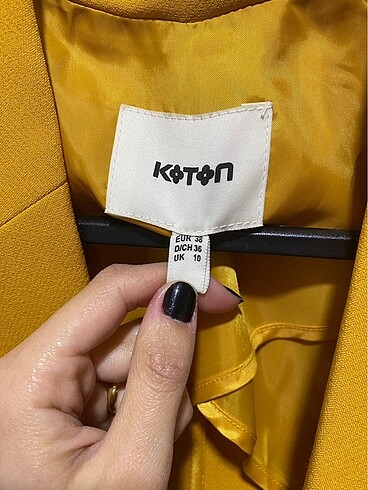 KOTON
EUR 38
D/CH 36
UK 10